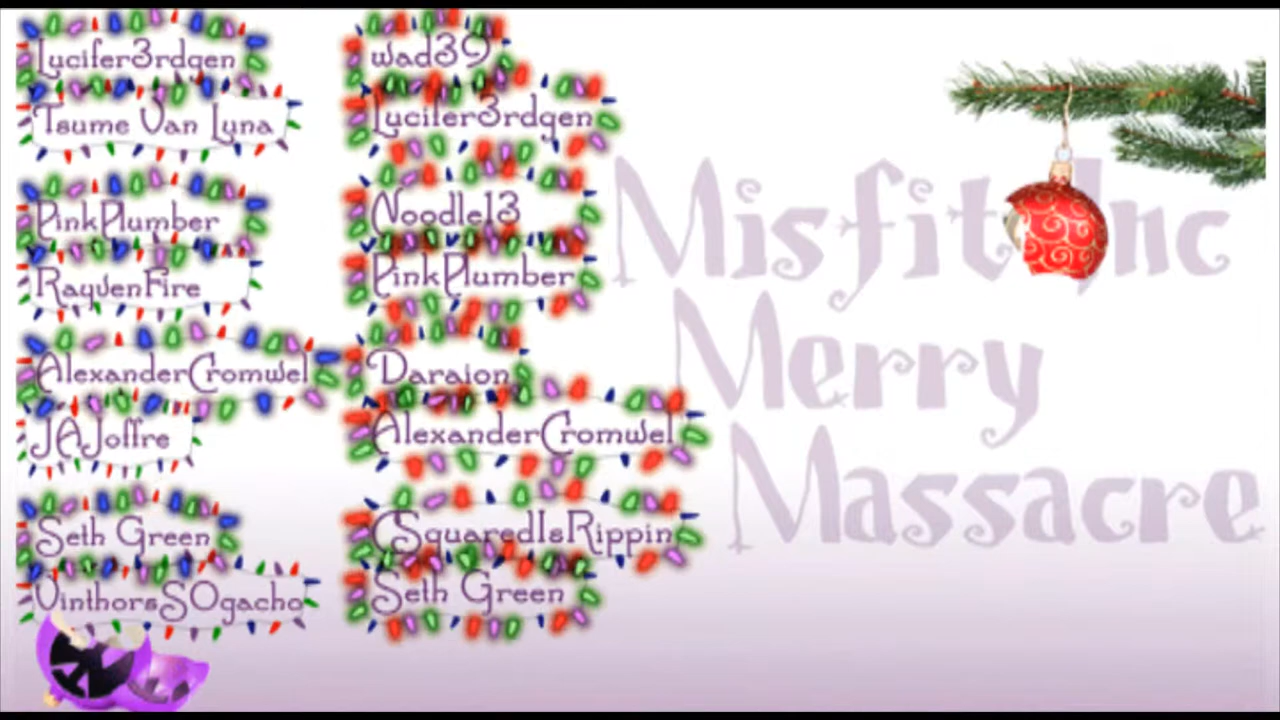 Lucifer3rdgen
Tsume Van Luna
PinkPlumber
RayvenFire
AlexanderCromwel
JAJoffre
Seth Green
VinthorsSOgacho
wad39
Lucifer3rdgen
Noodle13
PinkPlumber
Daraion
AlexanderCromwel
CSquaredIsRippin
Seth Green
Misfit Inc
Merry
Massacre